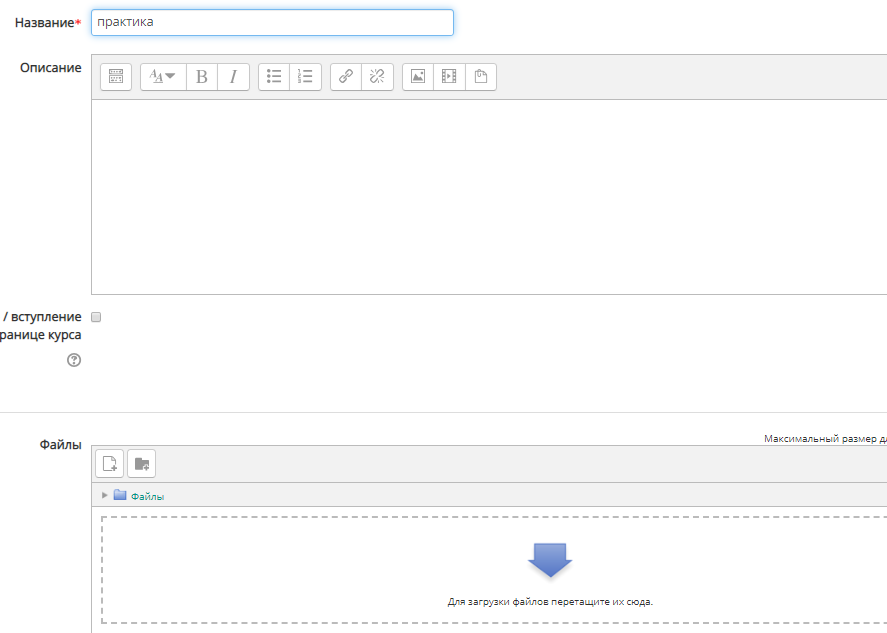 Название*
практика
Описание
/ вступление
ранице курса
Файлы
Максимальный размер
Файлы
Для загрузки файлов перетащите их сюда.